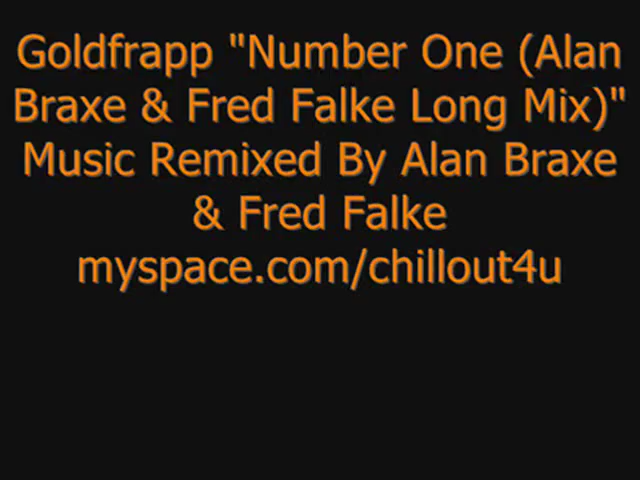 Goldfrapp "Number One (Alan
Braxe & Fred Falke Long Mix)"
Music Remixed By Alan Braxe
& Fred Falke
myspace.com/chillout4u